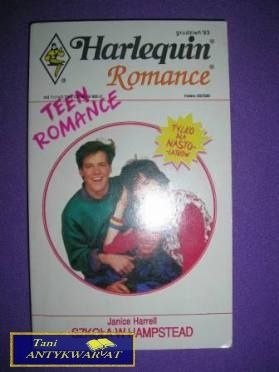 grudzień '93
Harlequin®
Romance®
TEEN
ROMANCE
TYLKO
DLA
NASTO-
LATKÓW
Janice Harrell
SZKOŁA W HAMPSTEAD
Tani
ANTYKWARIAT